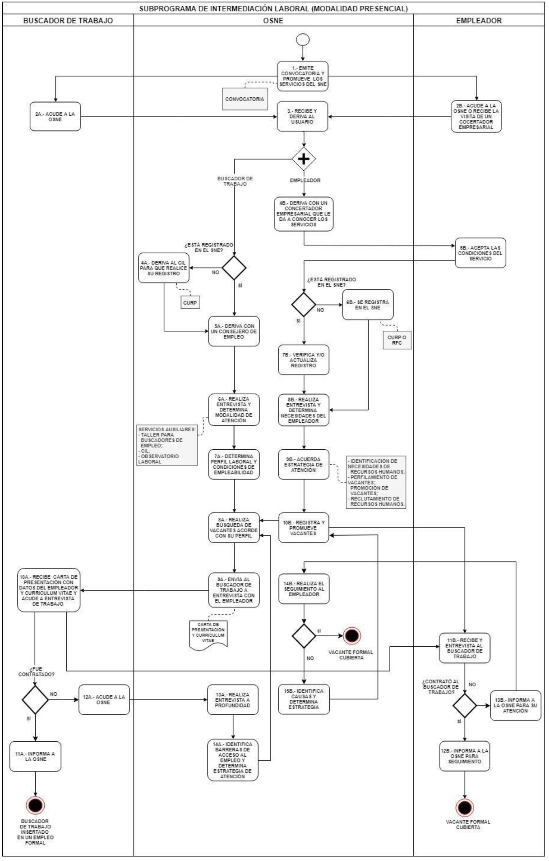 SUBPROGRAMA DE INTERMEDIACIÓN LABORAL (MODALIDAD PRESENCIAL)
BUSCADOR DE TRABAJO
OSNE
EMPLEADOR
1.- EMITE
CONVOCATORIA Y
PROMUEVE LOS
SERVICIOS DEL SNE
CONVOCATORIA
2A.- ACUDE A LA
OSNE
3.- RECIBE Y
DERIVA AL
USUARIO
2B.- ACUDE A LA
OSNE O RECIBE LA
VISITA DE UN
COCERTADOR
EMPRESARIAL
BUSCADOR DE
TRABAJO
EMPLEADOR
4B.- DERIVA CON UN
CONCERTADOR
EMPRESARIAL QUE LE
DA A CONOCER LOS
SERVICIOS
5B.- ACEPTA LAS
CONDICIONES DEL
SERVICIO
¿ESTÁ REGISTRADO
EN EL SNE?
4A.- DERIVA AL CIL
PARA QUE REALICE
SU REGISTRO
NO
SÍ
CURP
¿ESTÁ REGISTRADO
EN EL SNE?
6B.- SE REGISTRA
EN EL SNE
NO
SÍ
CURP O
RFC
5A.- DERIVA CON
UN CONSEJERO DE
EMPLEO
7B.- VERIFICA Y/O
ACTUALIZA
REGISTRO
6A.- REALIZA
ENTREVISTA Y
DETERMINA
MODALIDAD DE
ATENCIÓN
8B.- REALIZA
ENTREVISTA Y
DETERMINA
NECESIDADES DEL
EMPLEADOR
SERVICIOS AUXILIARES:
- TALLER PARA
BUSCADORES DE
EMPLEO;
- CIL
- OBSERVATORIO
LABORAL
7A.- DETERMINA
PERFIL LABORAL Y
CONDICIONES DE
EMPLEABILIDAD
9B.- ACUERDA
ESTRATEGIA DE
ATENCIÓN
- IDENTIFICACIÓN DE
NECESIDADES DE
RECURSOS HUMANOS;
- PERFILAMIENTO DE
VACANTES;
PROMOCIÓN DE
VACANTES;
- RECLUTAMIENTO DE
RECURSOS HUMANOS.
8A.- REALIZA
BUSQUEDA DE
VACANTES ACORDE
CON SU PERFIL
10B.- REGISTRA Y
PROMUEVE
VACANTES
10A.- RECIBE CARTA DE
PRESENTACIÓN CON
DATOS DEL EMPLEADOR
Y CURRICULUM VITAE Y
ACUDE A ENTREVISTA
DE TRABAJO
9A.- ENVIA AL
BUSCADOR DE
TRABAJO A
ENTREVISTA CON
EL EMPLEADOR
14B.- REALIZA EL
SEGUIMIENTO AL
EMPLEADOR
CARTA DE
PRESENTACIÓN
Y CURRICULUM
VITAE
SÍ
NO
VACANTE FORMAL
CUBIERTA
11B.- RECIBE Y
ENTREVISTA AL
BUSCADOR DE
TRABAJO
¿FUE
CONTRATADO?
NO
SÍ
12A.- ACUDE A LA
OSNE
13A.- REALIZA
ENTREVISTA A
PROFUNDIDAD
15B.- IDENTIFICA
CAUSAS Y
DETERMINA
ESTRATEGIA
¿CONTRATÓ AL
BUSCADOR DE
TRABAJO?
NO
SÍ
13B.- INFORMA A
LA OSNE PARA SU
ATENCIÓN
11A.- INFORMA A
LA OSNE
14A.- IDENTIFICA
BARRERAS DE
ACCESO AL
EMPLEO Y
DETERMINA
ESTRATEGIA DE
ATENCIÓN
12B.- INFORMA A LA
OSNE PARA
SEGUIMIENTO
BUSCADOR
DE TRABAJO
INSERTADO
EN UN EMPLEO
FORMAL
VACANTE FORMAL
CUBIERTA